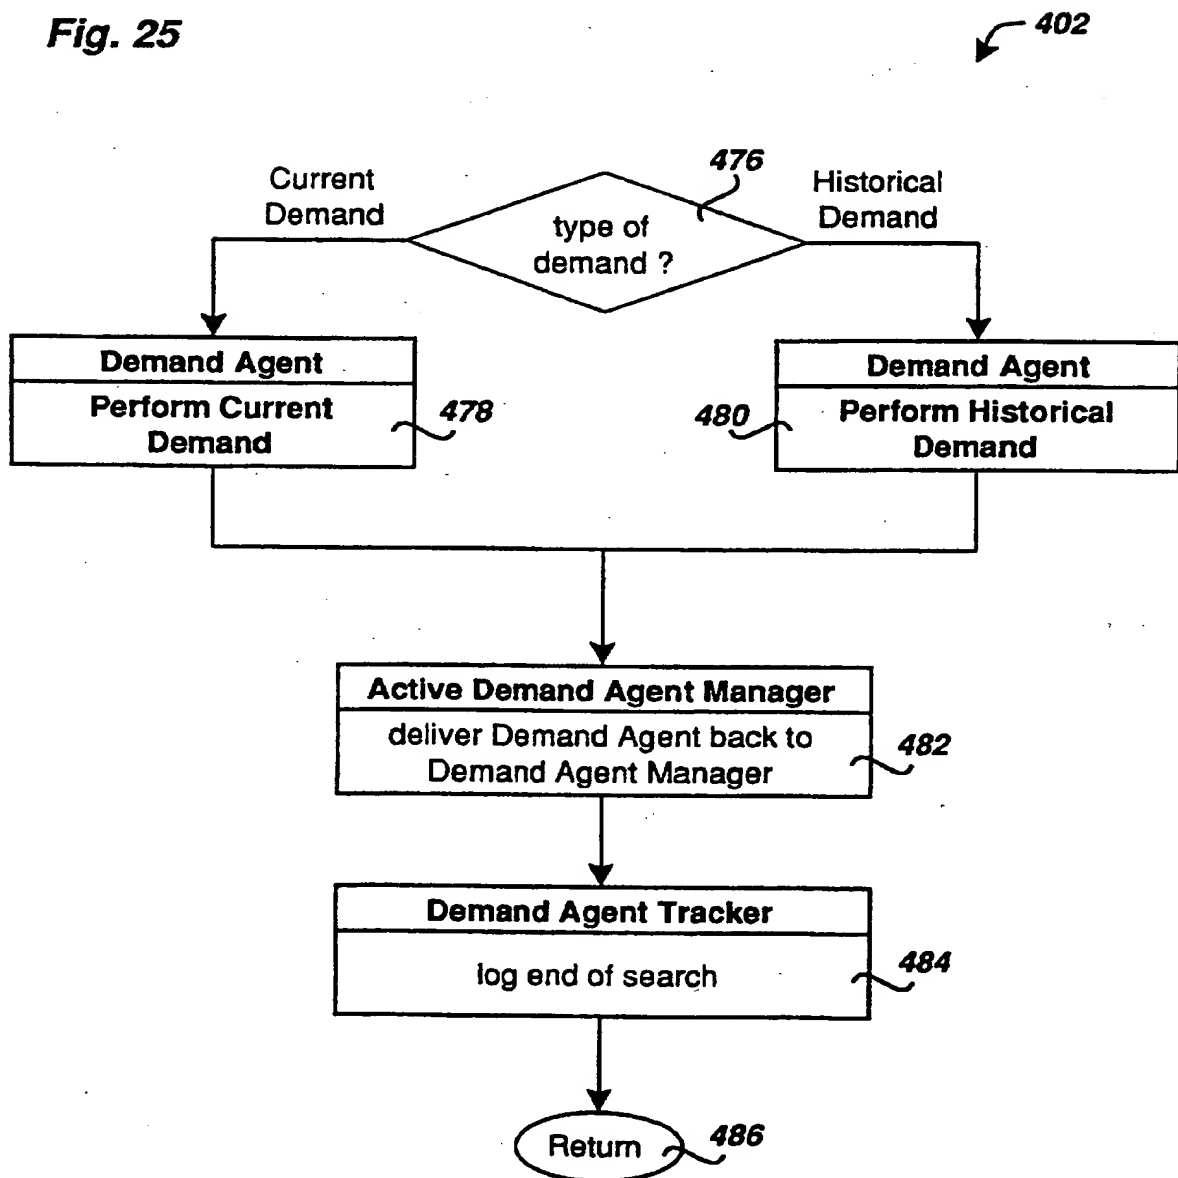 Fig. 25
402
476
Current
Demand
Historical
Demand
type of
demand ?
Demand Agent
Perform Current
Demand
478
Demand Agent
Perform Historical
Demand
480
Active Demand Agent Manager
deliver Demand Agent back to
Demand Agent Manager
482
Demand Agent Tracker
log end of search
484
Return
486